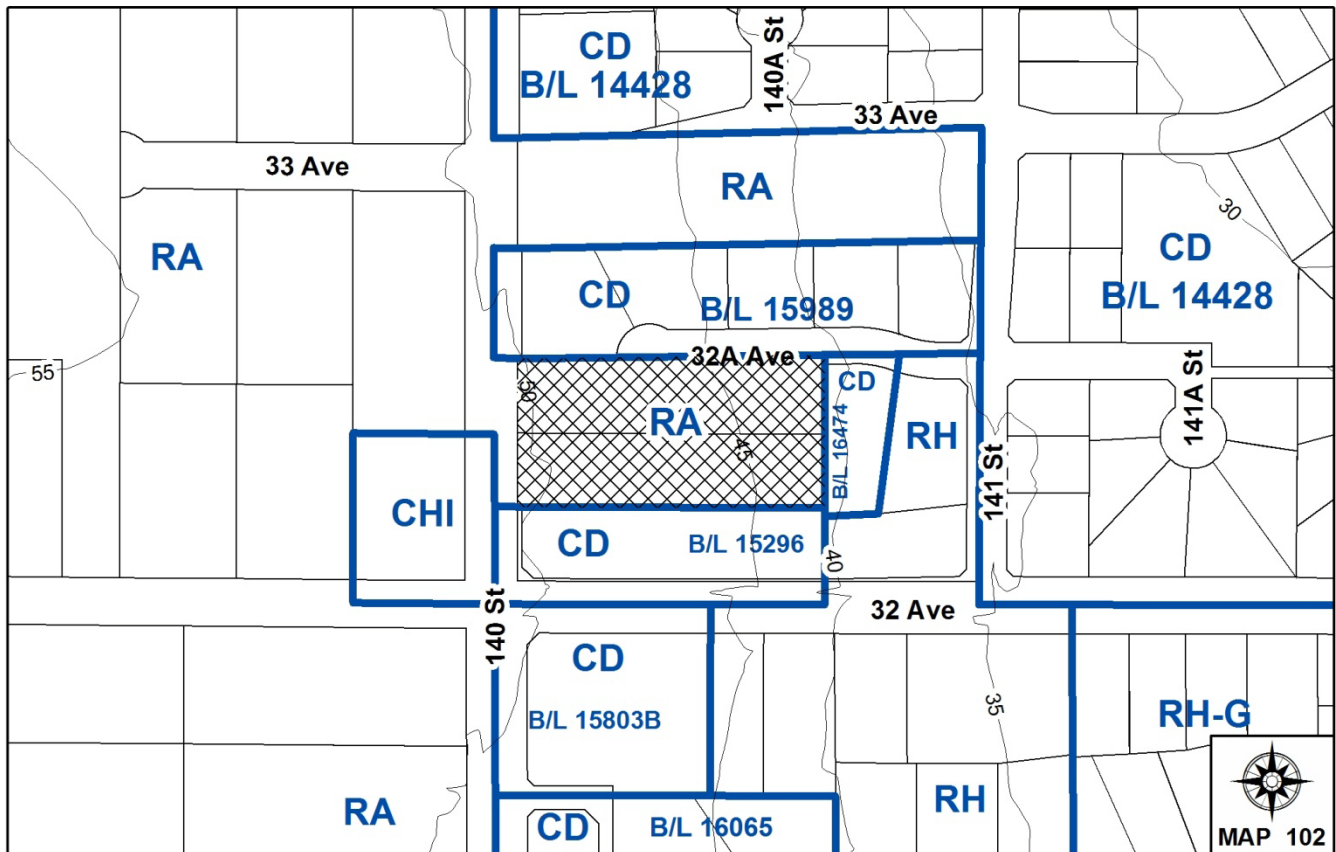 CD
B/L 14428
140A St
33 Ave
33 Ave
RA
RA
CD
B/L 14428
30
CD
B/L 15989
32A Ave
55
50
RA
45
CD
B/L 16474
RH
141 St
141A St
CHI
CD
B/L 15296
40
140 St
32 Ave
CD
B/L 15803B
35
RH-G
RA
CD
B/L 16065
RH
MAP 102